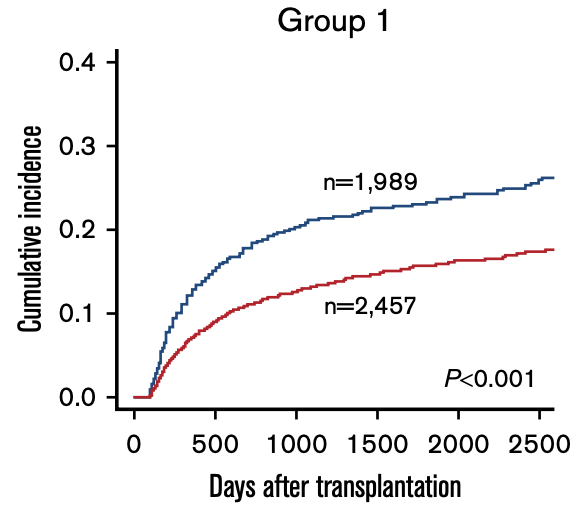 Group 1
Cumulative incidence
0.4
0.3
0.2
0.1
0.0
n=1,989
n=2,457
P<0.001
0 500 1000 1500 2000 2500
Days after transplantation